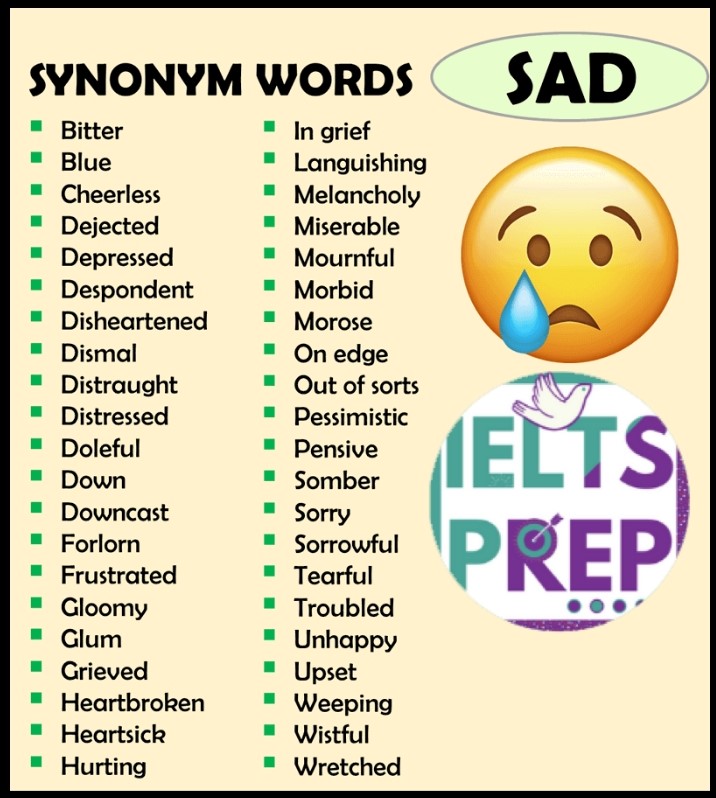 SYNONYM WORDS
SAD
Bitter
Blue
Cheerless
Dejected
Depressed
Despondent
Disheartened
Dismal
Distraught
Distressed
Doleful
Down
Downcast
Forlorn
Frustrated
Gloomy
Glum
Grieved
Heartbroken
Heartsick
Hurting
In grief
Languishing
Melancholy
Miserable
Mournful
Morbid
Morose
On edge
Out of sorts
Pessimistic
Pensive
Somber
Sorry
Sorrowful
Tearful
Troubled
Unhappy
Upset
Weeping
Wistful
Wretched
IELTS
PREP